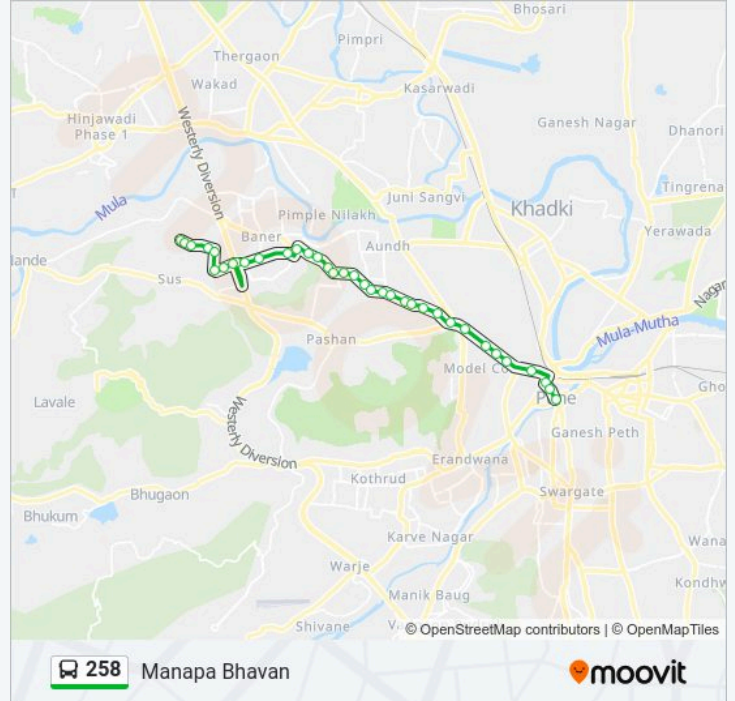 Bhosari
Pimpri
Thergaon
Wakad
Kasarwadi
Hinjawadi
Phase 1
Ganesh Nagar
Dhanori
Westerly Diversion
Mula
Juni Sangvi
Tingrena
Pimple Nilakh
Khadki
Baner
Aundh
Yerawada
lande
Sus
Nagar
Mula-Mutha
Pashan
Model Co
Gho
Lavale
Pune
Westerly Diversion
Ganesh Peth
Erandwana
Kothrud
Swargate
Bhugaon
Bhukum
Karve Nagar
Wana
Warje
Kondhw
Manik Baug
Shivane
V
© OpenStreetMap contributors | © OpenMapTiles
258 Manapa Bhavan
moovit